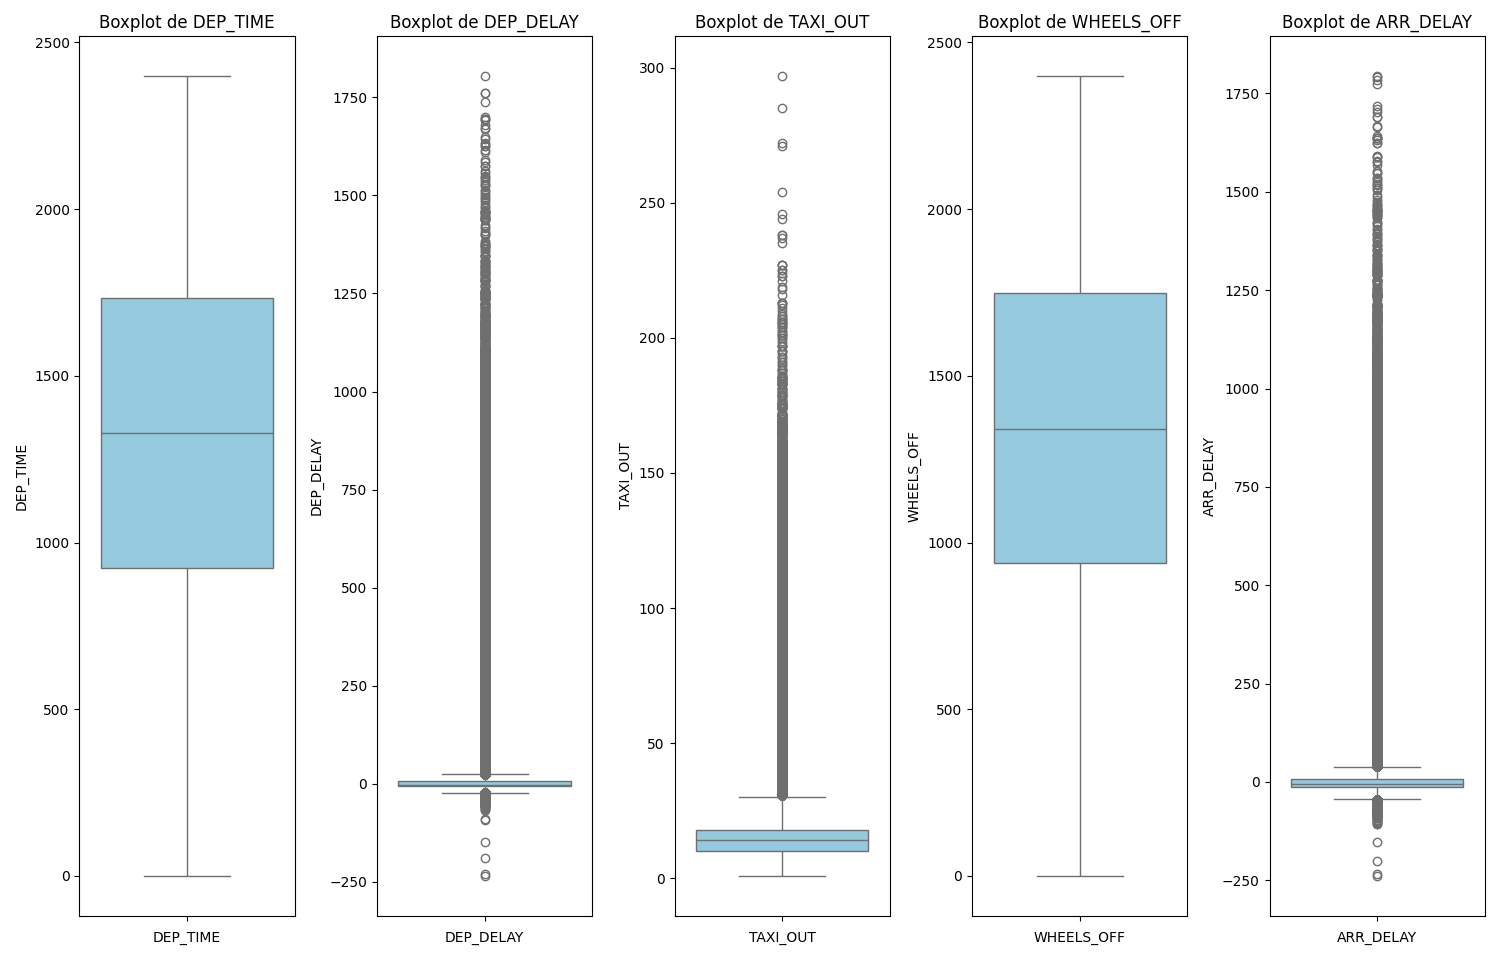 Boxplot de DEP_TIME
2500
2000
1500
1000
500
0
DEP_TIME
DEP_TIME
Boxplot de DEP_DELAY
1750
1500
1250
1000
750
500
250
0
−250
DEP_DELAY
DEP_DELAY
Boxplot de TAXI_OUT
300
250
200
150
100
50
0
TAXI_OUT
TAXI_OUT
Boxplot de WHEELS_OFF
2500
2000
1500
1000
500
0
WHEELS_OFF
WHEELS_OFF
Boxplot de ARR_DELAY
1750
1500
1250
1000
750
500
250
0
−250
ARR_DELAY
ARR_DELAY